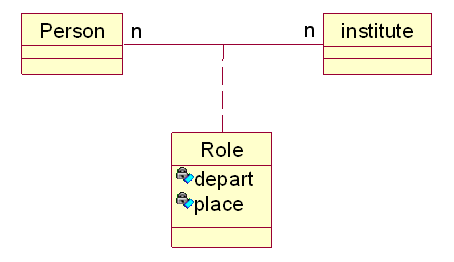 Person
n
n
institute
Role
depart
place